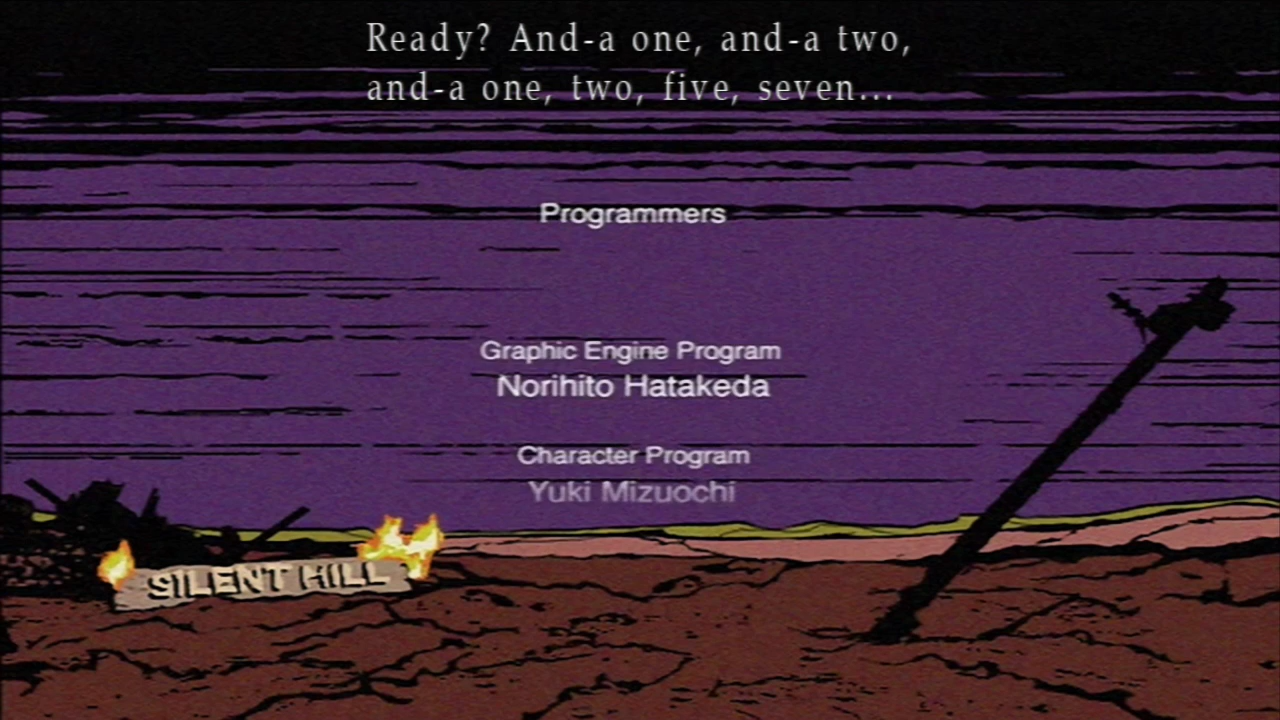 Ready? And-a one, and-a two,
and-a one, two, five, seven...
Programmers
Graphic Engine Program
Norihito Hatakeda
Character Program
Yuki Mizuochi
SILENT HILL